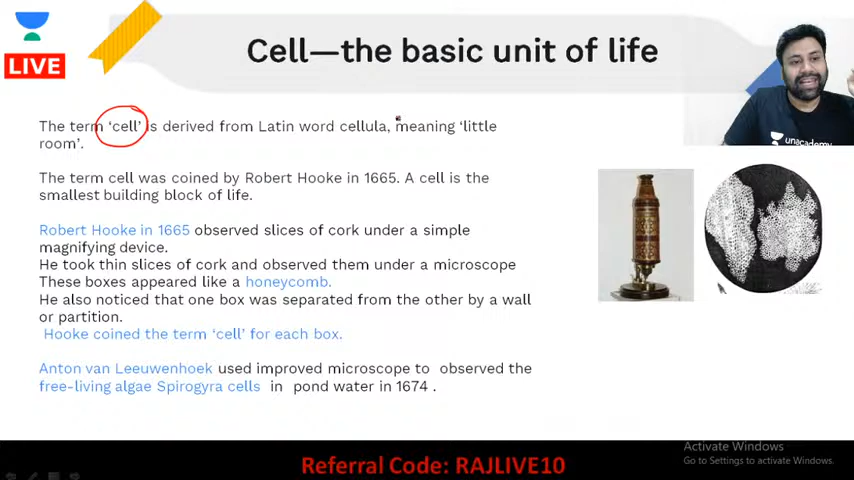 LIVE
Cell—the basic unit of life
The term ‘cell’ is derived from Latin word cellula, meaning ‘little
room’.
The term cell was coined by Robert Hooke in 1665. A cell is the
smallest building block of life.
Robert Hooke in 1665 observed slices of cork under a simple
magnifying device.
He took thin slices of cork and observed them under a microscope
These boxes appeared like a honeycomb.
He also noticed that one box was separated from the other by a wall
or partition.
Hooke coined the term ‘cell’ for each box.
Anton van Leeuwenhoek used improved microscope to observed the
free-living algae Spirogyra cells in pond water in 1674 .
unacademy
Activate Windows
Go to Settings to activate Windows.
Referral Code: RAJLIVE10